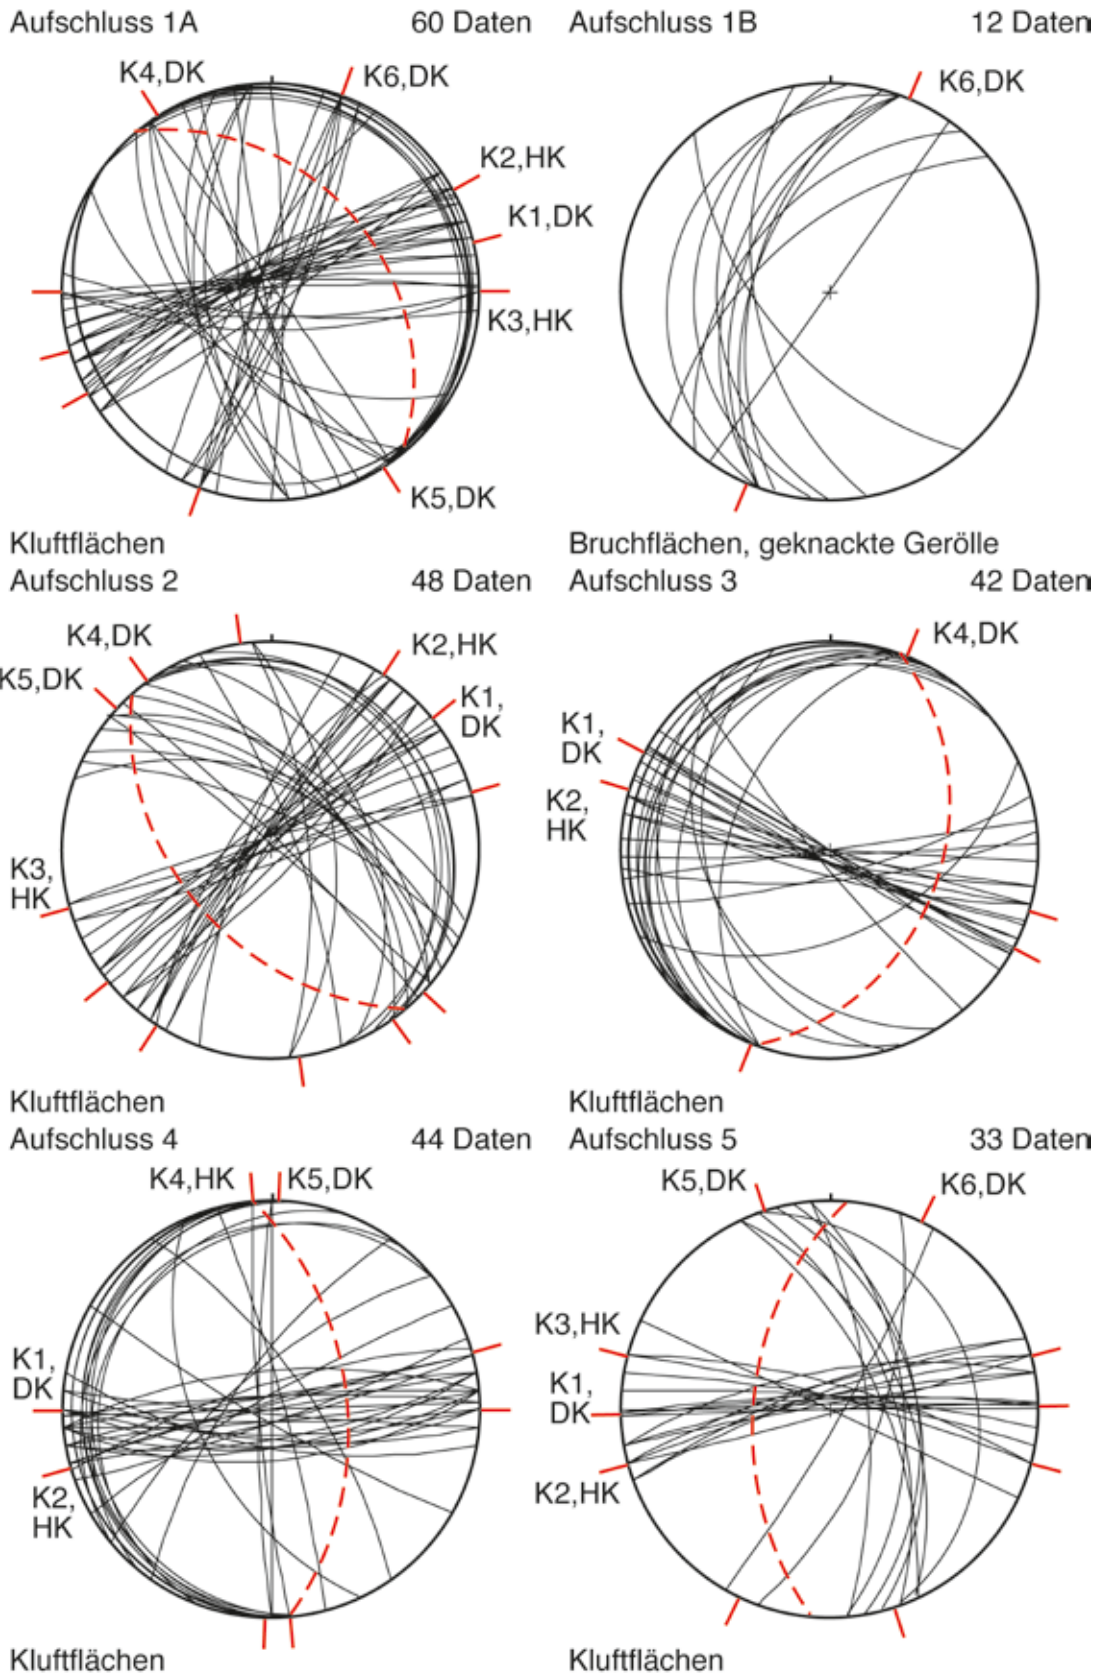 Aufschluss 1A 60 Daten
K4,DK
K6,DK
K2,HK
K1,DK
K3,HK
K5,DK
Kluftflächen
Aufschluss 1B 12 Daten
K6,DK
Bruchflächen, geknackte Gerölle
Aufschluss 2 48 Daten
K4,DK
K2,HK
K5,DK
K1,
DK
K3,
HK
Kluftflächen
Aufschluss 3 42 Daten
K4,DK
K1,
DK
K2,
HK
Kluftflächen
Aufschluss 4 44 Daten
K4,HK
K5,DK
K1,
DK
K2,
HK
Kluftflächen
Aufschluss 5 33 Daten
K5,DK
K6,DK
K3,HK
K1,
DK
K2,HK
Kluftflächen